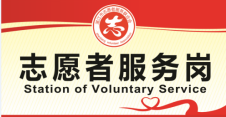 志愿者服务岗
Station of Voluntary Service